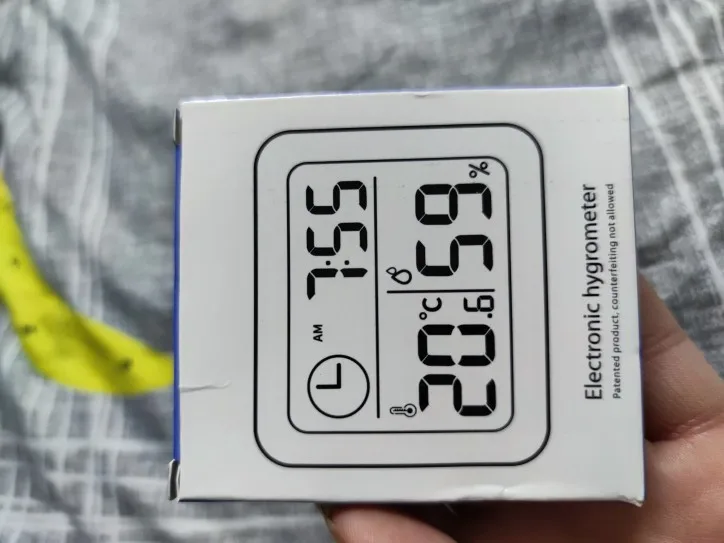 AM 7:55
20.6 °C 59 %
Electronic hygrometer
Patented product, counterfeiting not allowed